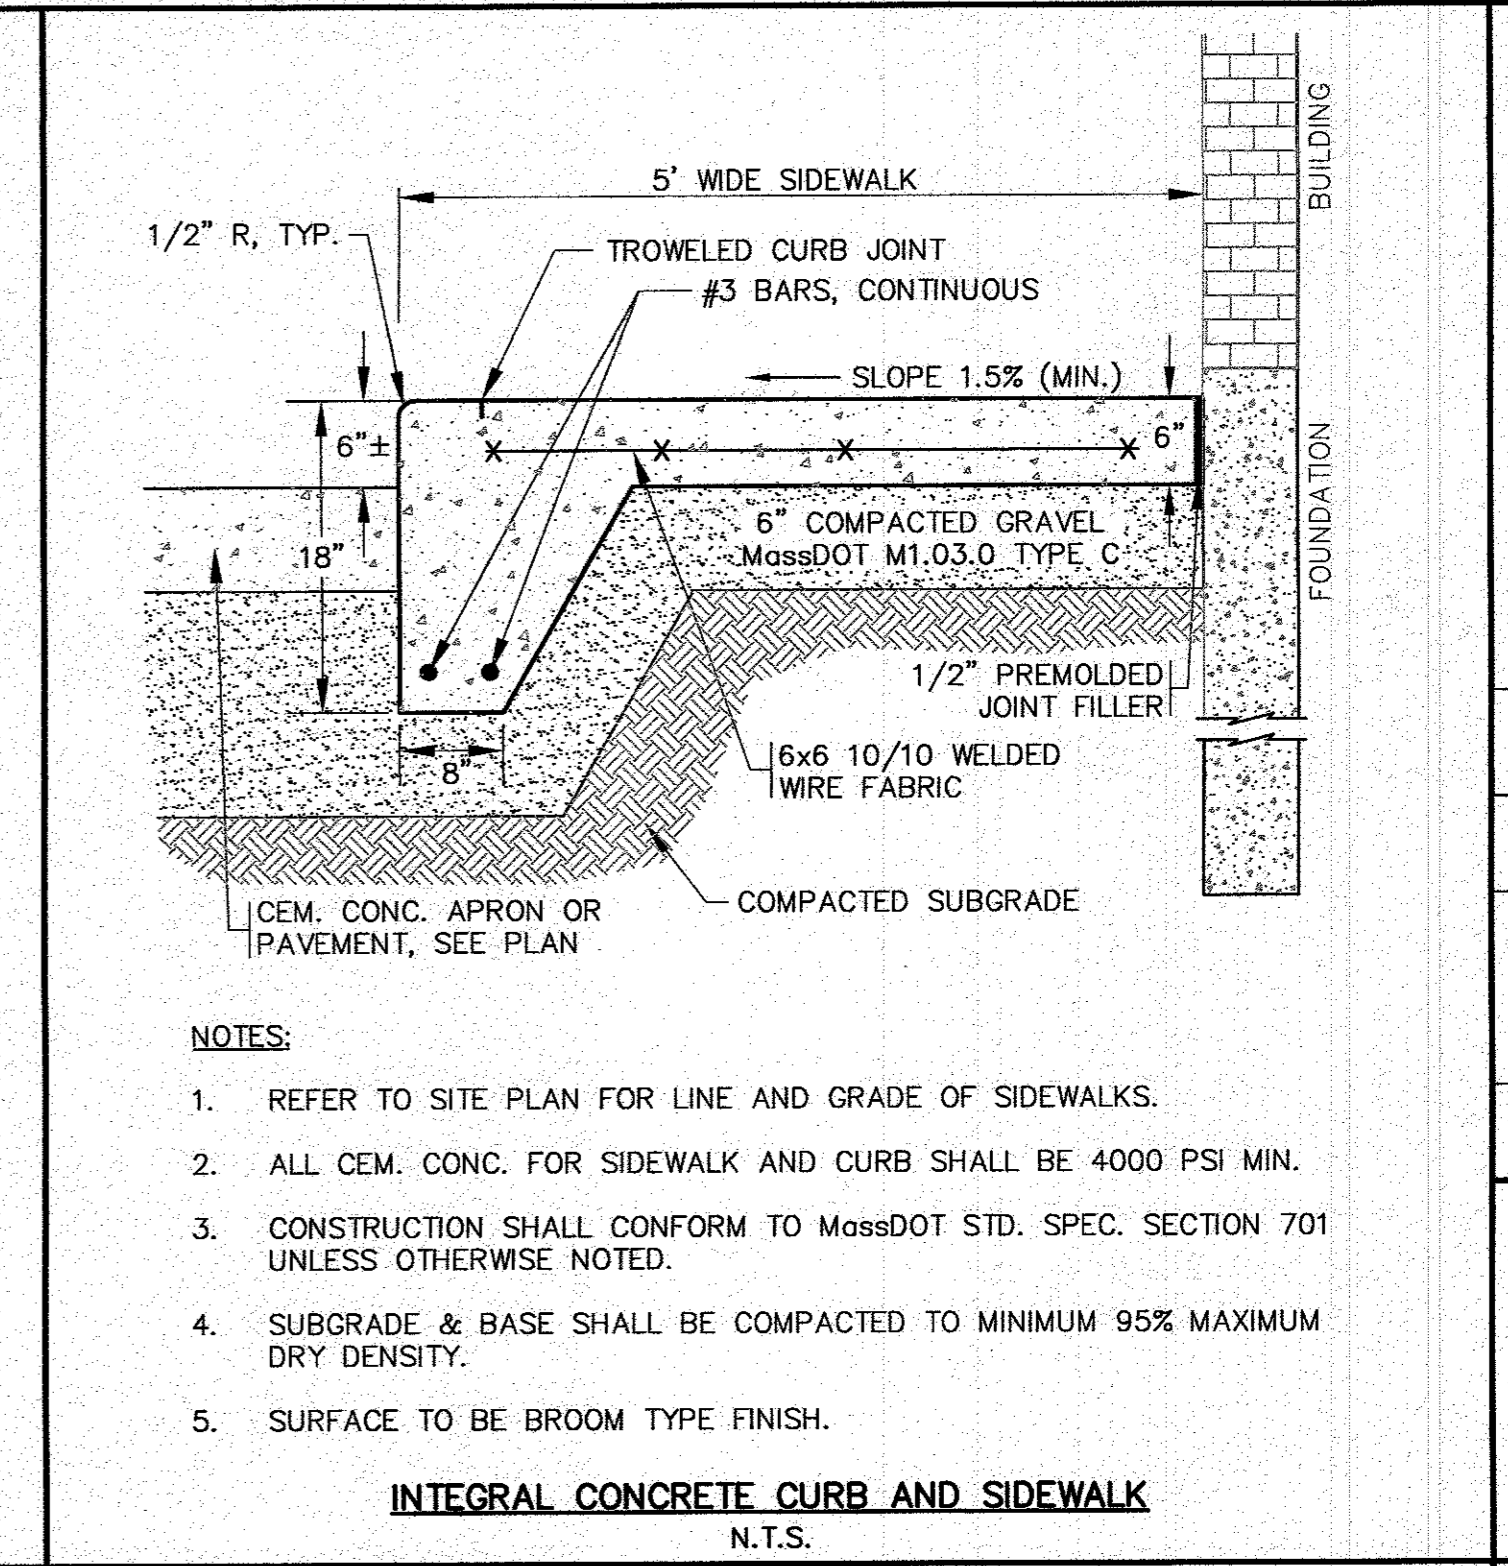 BUILDING
5' WIDE SIDEWALK
1/2" R, TYP.
TROWELED CURB JOINT
#3 BARS, CONTINUOUS
SLOPE 1.5% (MIN.)
6"±
6"
FOUNDATION
18"
6" COMPACTED GRAVEL
MassDOT M1.03.0 TYPE C
1/2" PREMOLDED
JOINT FILLER
8"
6x6 10/10 WELDED
WIRE FABRIC
COMPACTED SUBGRADE
CEM. CONC. APRON OR
PAVEMENT, SEE PLAN
NOTES:
1. REFER TO SITE PLAN FOR LINE AND GRADE OF SIDEWALKS.
2. ALL CEM. CONC. FOR SIDEWALK AND CURB SHALL BE 4000 PSI MIN.
3. CONSTRUCTION SHALL CONFORM TO MassDOT STD. SPEC. SECTION 701
UNLESS OTHERWISE NOTED.
4. SUBGRADE & BASE SHALL BE COMPACTED TO MINIMUM 95% MAXIMUM
DRY DENSITY.
5. SURFACE TO BE BROOM TYPE FINISH.
INTEGRAL CONCRETE CURB AND SIDEWALK
N.T.S.